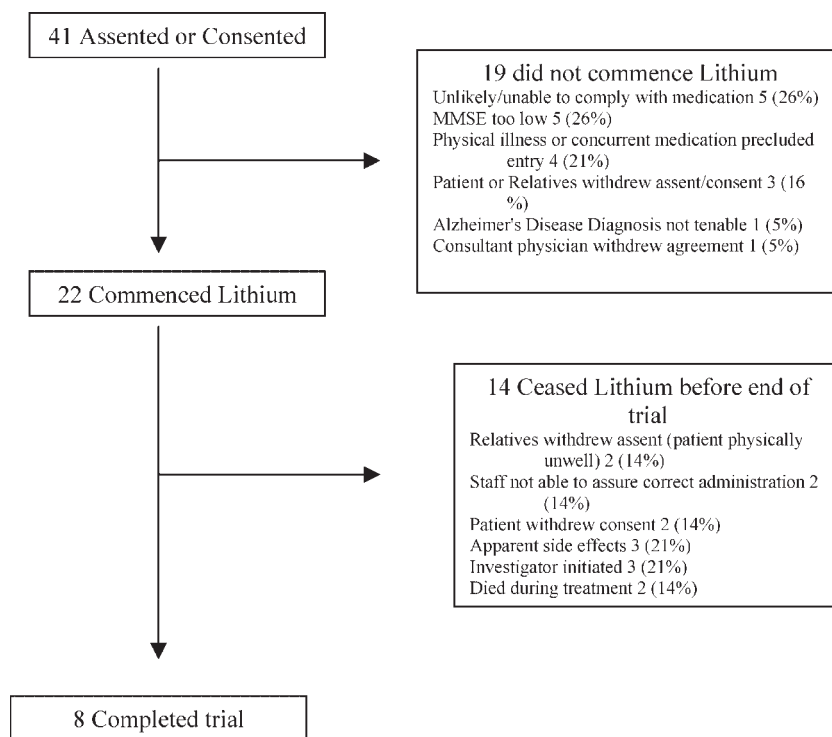 41 Assented or Consented
19 did not commence Lithium
Unlikely/unable to comply with medication 5 (26%)
MMSE too low 5 (26%)
Physical illness or concurrent medication precluded
entry 4 (21%)
Patient or Relatives withdrew assent/consent 3 (16
%)
Alzheimer's Disease Diagnosis not tenable 1 (5%)
Consultant physician withdrew agreement 1 (5%)
22 Commenced Lithium
14 Ceased Lithium before end of
trial
Relatives withdrew assent (patient physically
unwell) 2 (14%)
Staff not able to assure correct administration 2
(14%)
Patient withdrew consent 2 (14%)
Apparent side effects 3 (21%)
Investigator initiated 3 (21%)
Died during treatment 2 (14%)
8 Completed trial